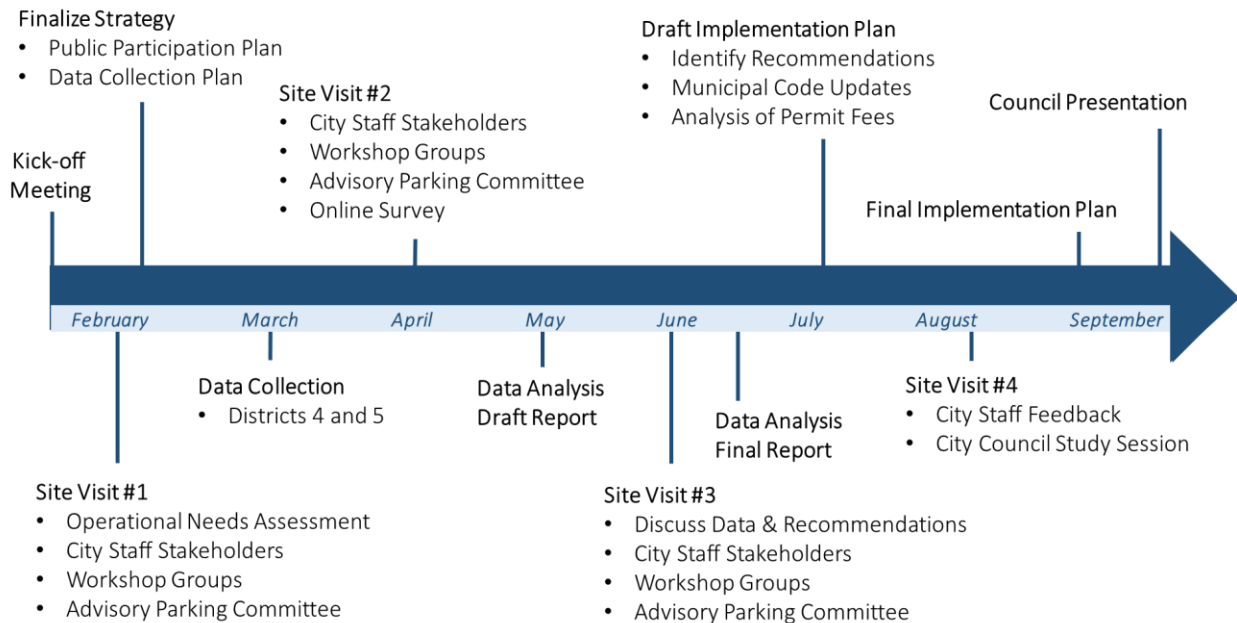 Finalize Strategy
• Public Participation Plan
• Data Collection Plan
Kick-off
Meeting
Site Visit #2
• City Staff Stakeholders
• Workshop Groups
• Advisory Parking Committee
• Online Survey
Draft Implementation Plan
• Identify Recommendations
• Municipal Code Updates
• Analysis of Permit Fees
Council Presentation
Final Implementation Plan
February March April May June July August September
Data Collection
• Districts 4 and 5
Data Analysis
Draft Report
Data Analysis
Final Report
Site Visit #4
• City Staff Feedback
• City Council Study Session
Site Visit #1
• Operational Needs Assessment
• City Staff Stakeholders
• Workshop Groups
• Advisory Parking Committee
Site Visit #3
• Discuss Data & Recommendations
• City Staff Stakeholders
• Workshop Groups
• Advisory Parking Committee